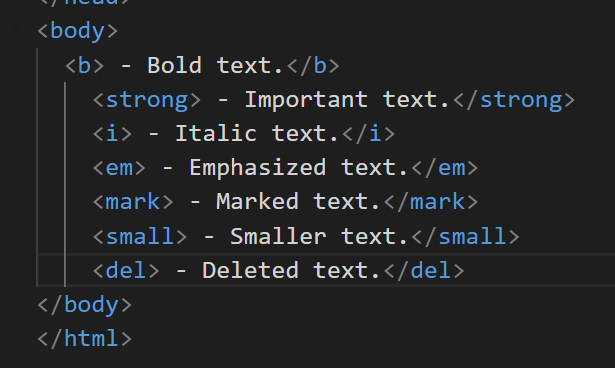 </head>
<body>
<b> - Bold text.</b>
<strong> - Important text.</strong>
<i> - Italic text.</i>
<em> - Emphasized text.</em>
<mark> - Marked text.</mark>
<small> - Smaller text.</small>
<del> - Deleted text.</del>
</body>
</html>